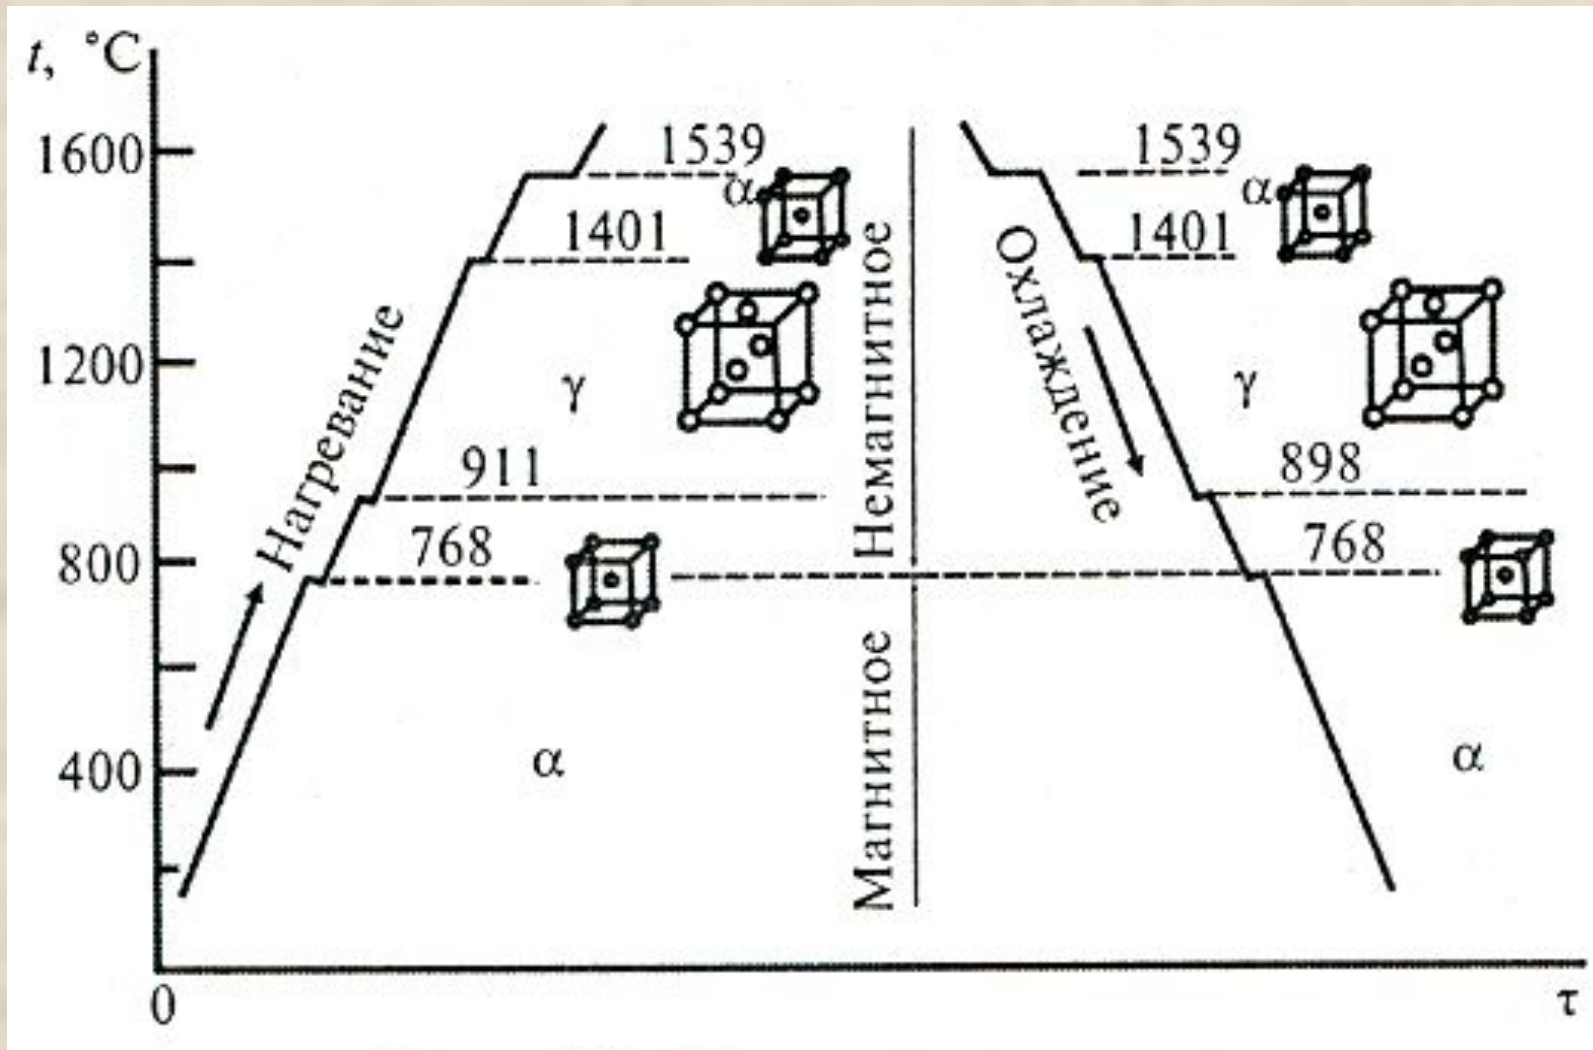 t, °C
1600
1200
800
400
0
τ
Нагревание
1539
α
1401
γ
911
768
α
Немагнитное
Магнитное
Охлаждение
1539
α
1401
γ
898
768
α